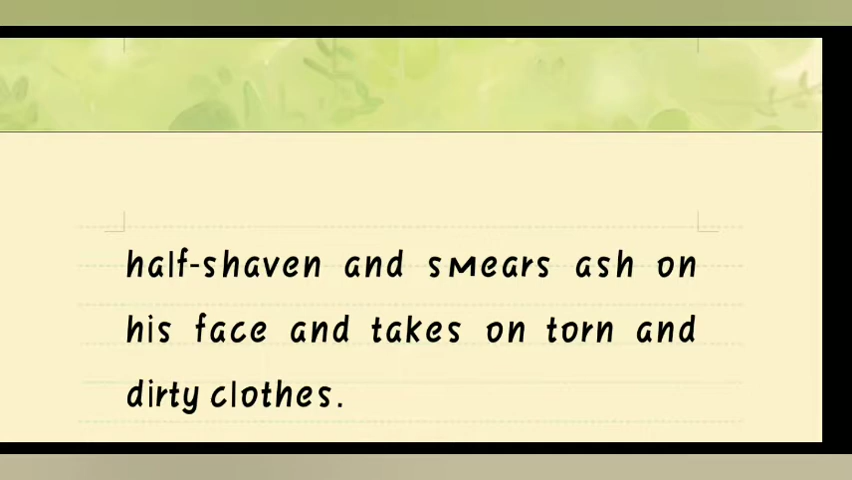 half-shaven and smears ash on
his face and takes on torn and
dirty clothes.